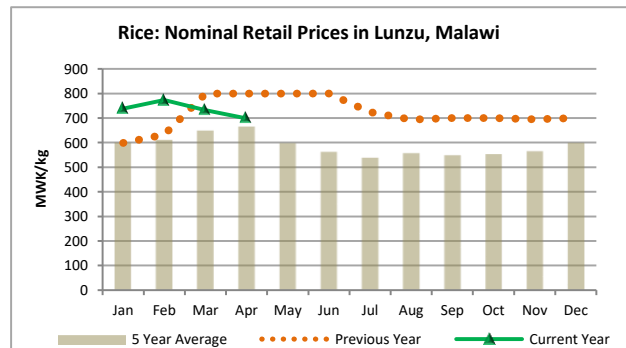 Rice: Nominal Retail Prices in Lunzu, Malawi
MWK/kg
900
800
700
600
500
400
300
200
100
0
Jan Feb Mar Apr May Jun Jul Aug Sep Oct Nov Dec
5 Year Average Previous Year Current Year